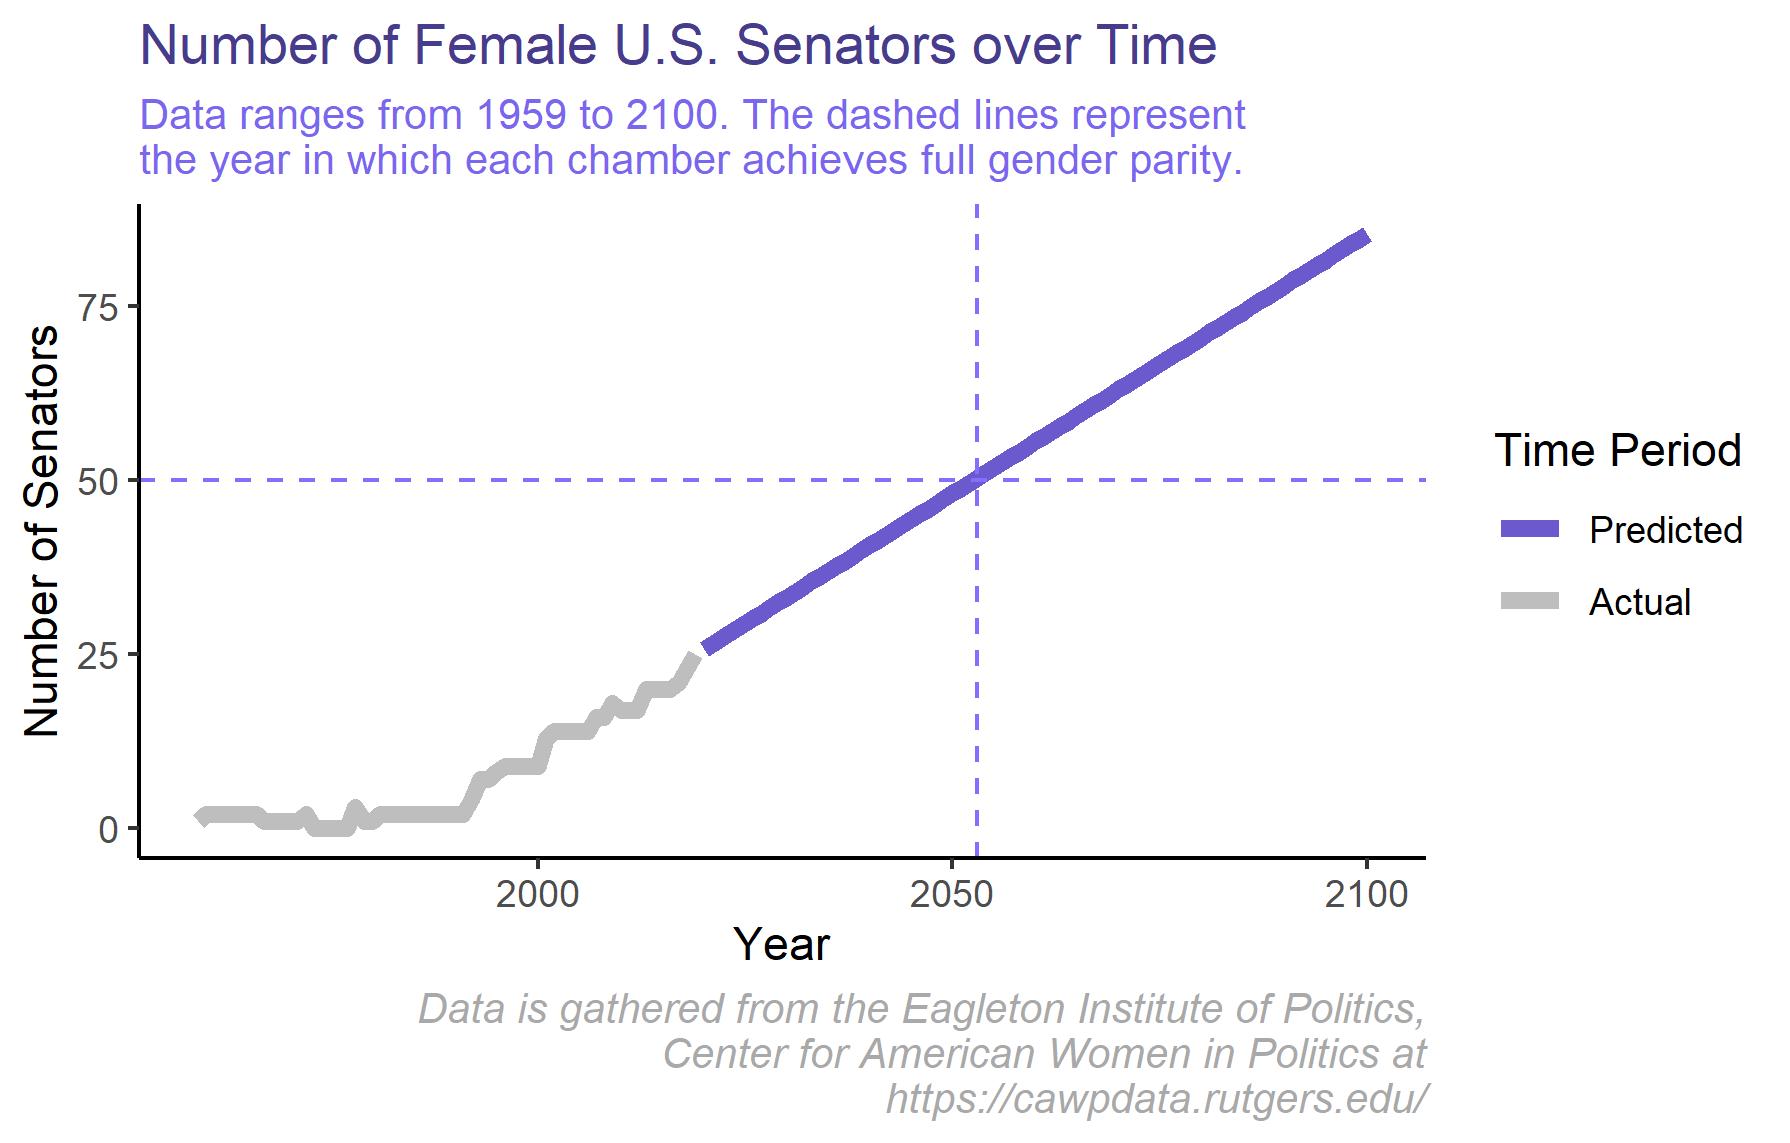 Number of Female U.S. Senators over Time
Data ranges from 1959 to 2100. The dashed lines represent
the year in which each chamber achieves full gender parity.
Number of Senators
75
50
25
0
2000
2050
2100
Year
Time Period
Predicted
Actual
Data is gathered from the Eagleton Institute of Politics,
Center for American Women in Politics at
https://cawpdata.rutgers.edu/